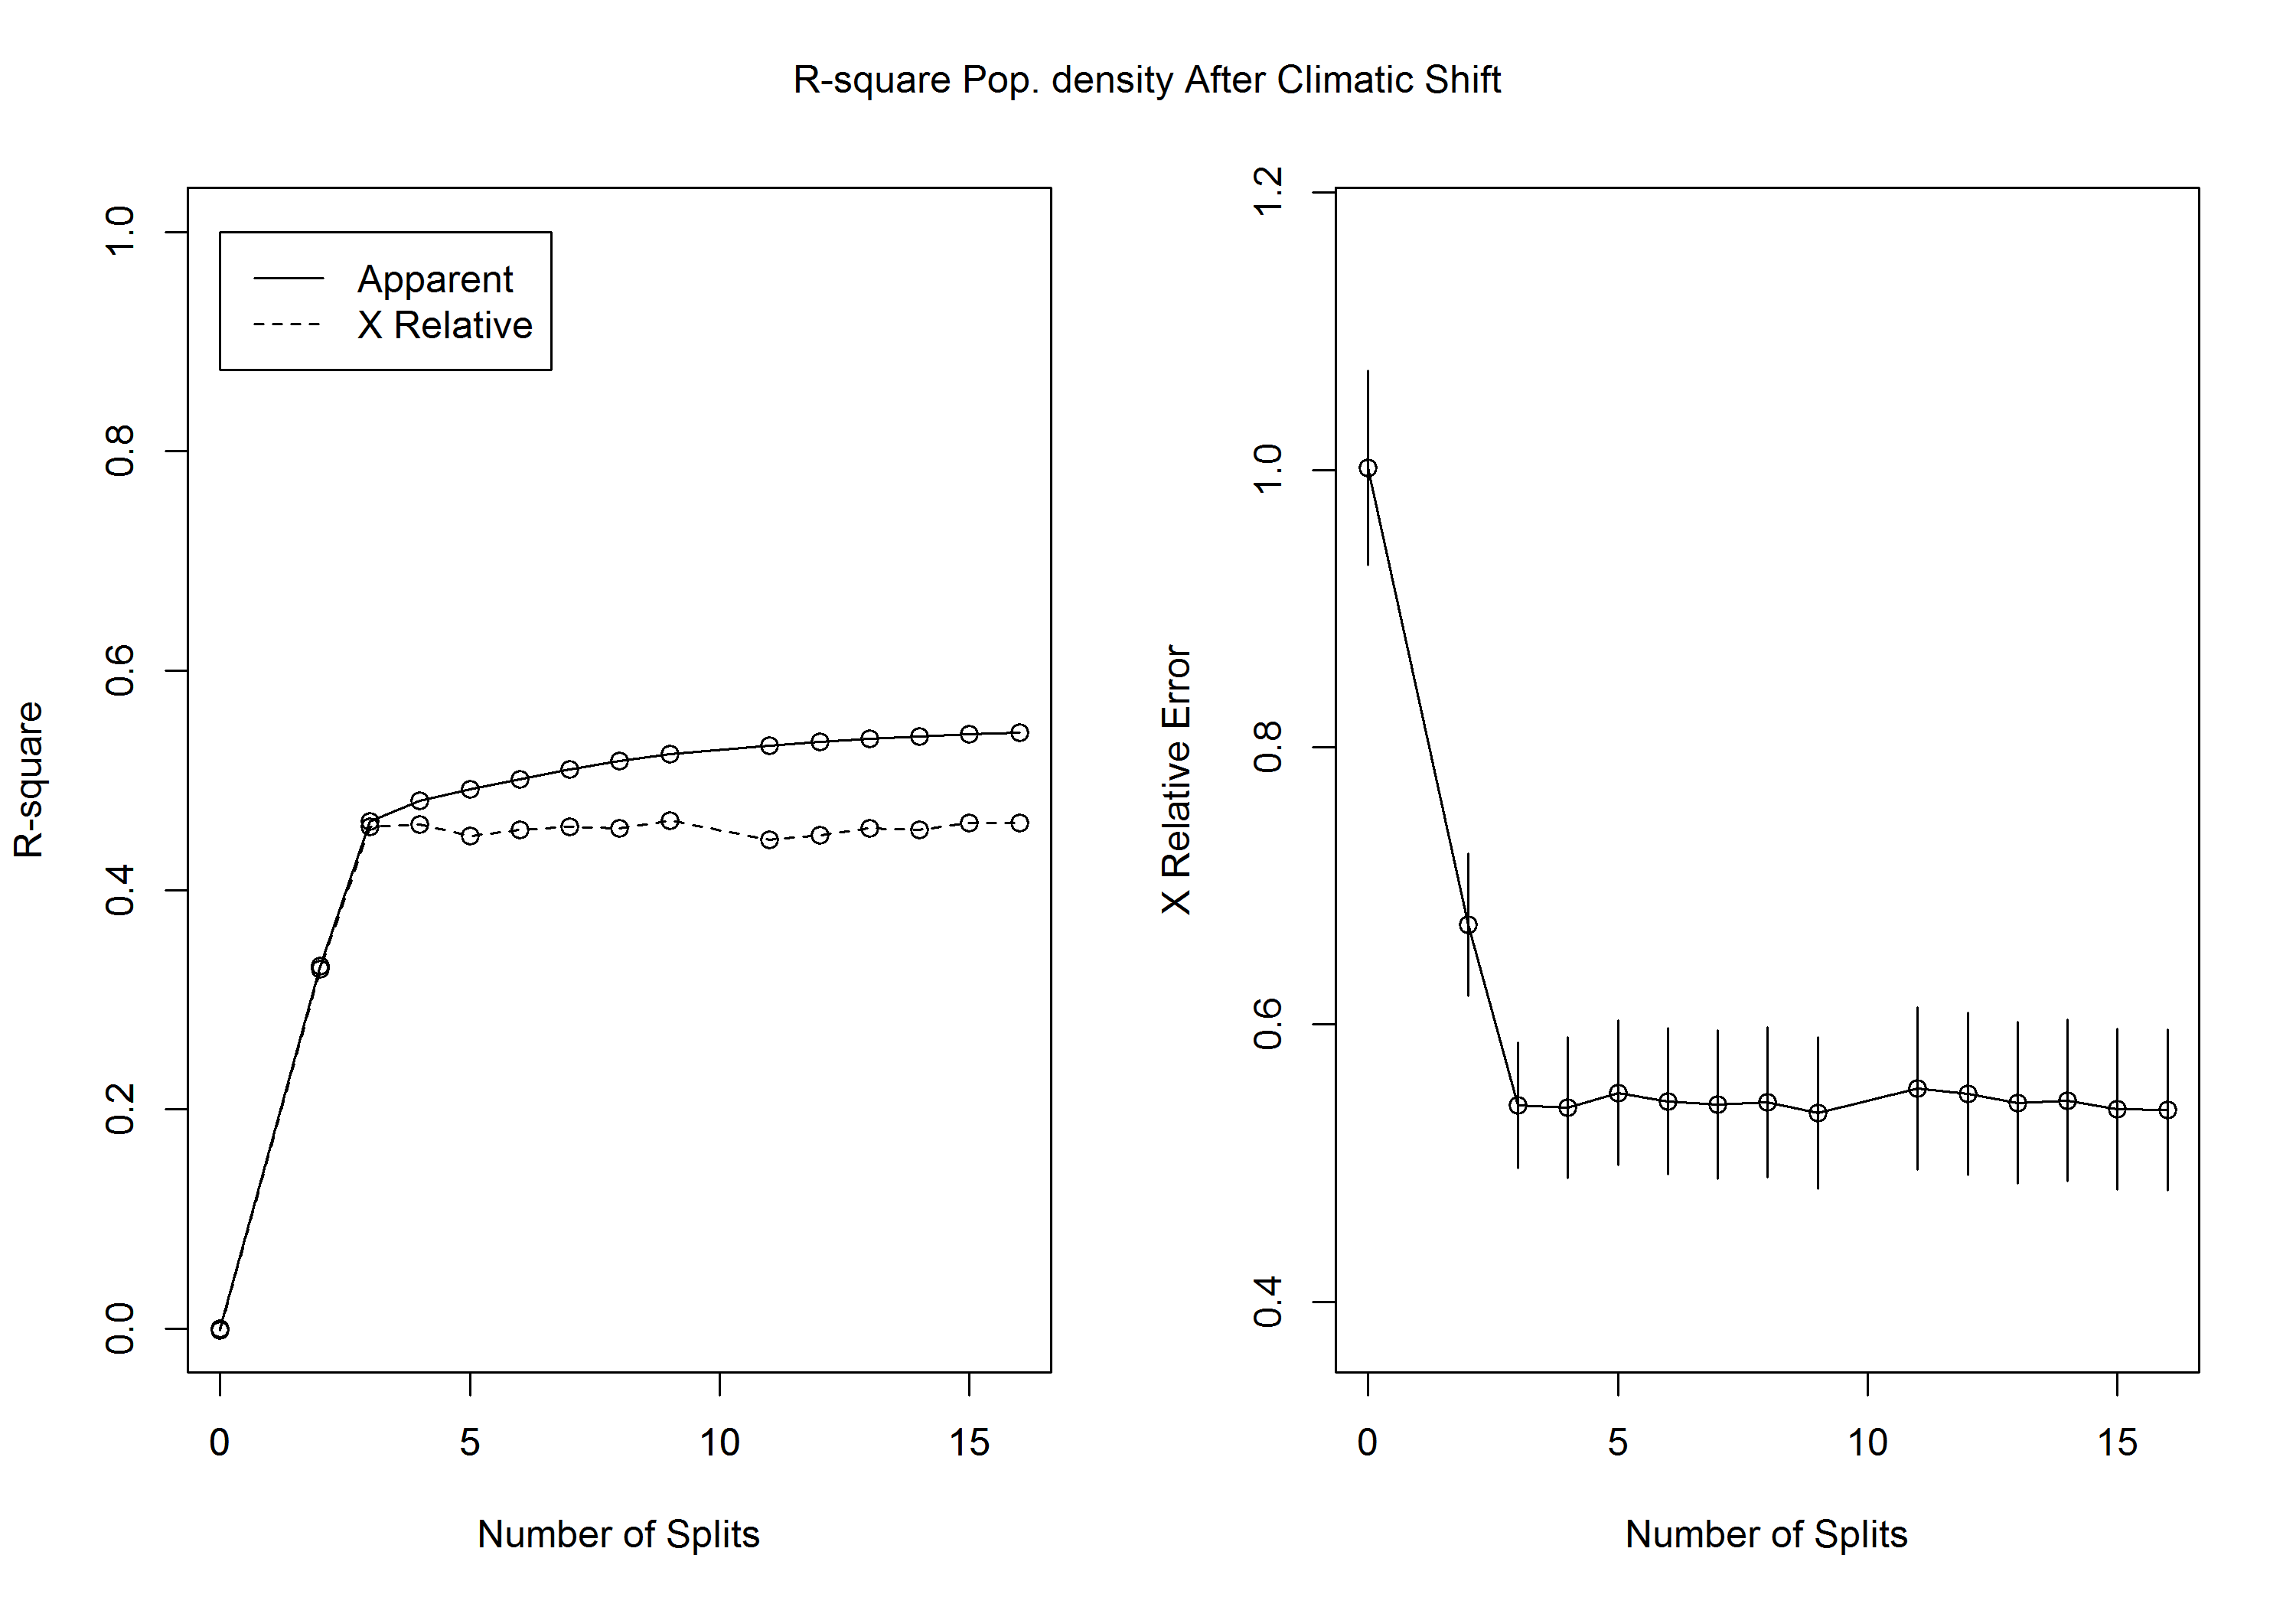 R-square Pop. density After Climatic Shift
R-square
1.0
0.8
0.6
0.4
0.2
0.0
Apparent
X Relative
0 5 10 15
Number of Splits
X Relative Error
1.2
1.0
0.8
0.6
0.4
0 5 10 15
Number of Splits